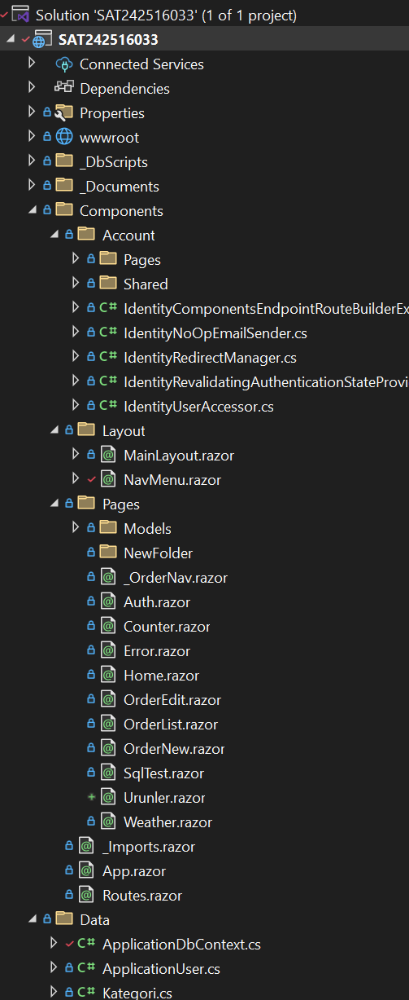 Solution 'SAT242516033' (1 of 1 project)
SAT242516033
Connected Services
Dependencies
Properties
wwwroot
_DbScripts
_Documents
Components
Account
Pages
Shared
C# IdentityComponentsEndpointRouteBuilderEx
C# IdentityNoOpEmailSender.cs
C# IdentityRedirectManager.cs
C# IdentityRevalidatingAuthenticationStateProvi
C# IdentityUserAccessor.cs
Layout
@ MainLayout.razor
@ NavMenu.razor
Pages
Models
NewFolder
@ _OrderNav.razor
@ Auth.razor
@ Counter.razor
@ Error.razor
@ Home.razor
@ OrderEdit.razor
@ OrderList.razor
@ OrderNew.razor
@ SqlTest.razor
@ Urunler.razor
@ Weather.razor
@ _Imports.razor
@ App.razor
@ Routes.razor
Data
C# ApplicationDbContext.cs
C# ApplicationUser.cs
C# Kategori.cs